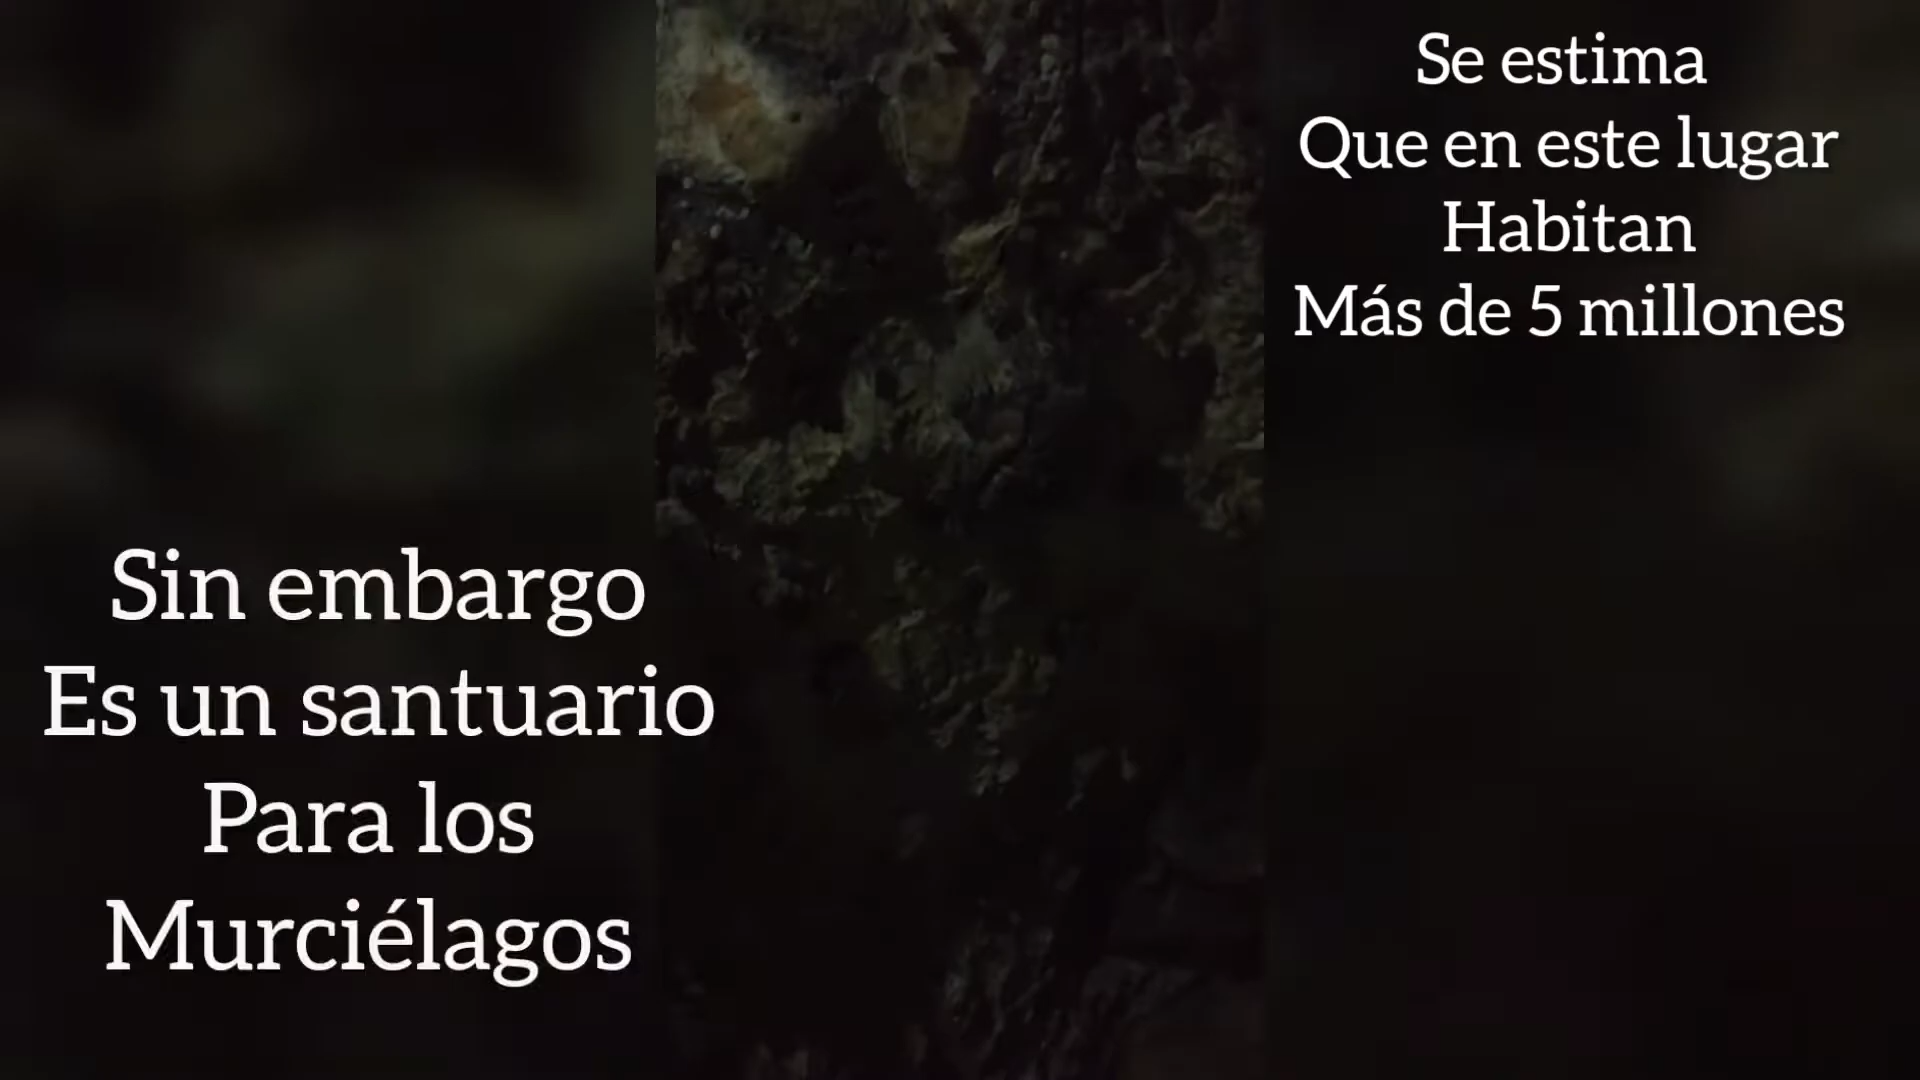 Sin embargo
Es un santuario
Para los
Murciélagos
Se estima
Que en este lugar
Habitan
Más de 5 millones